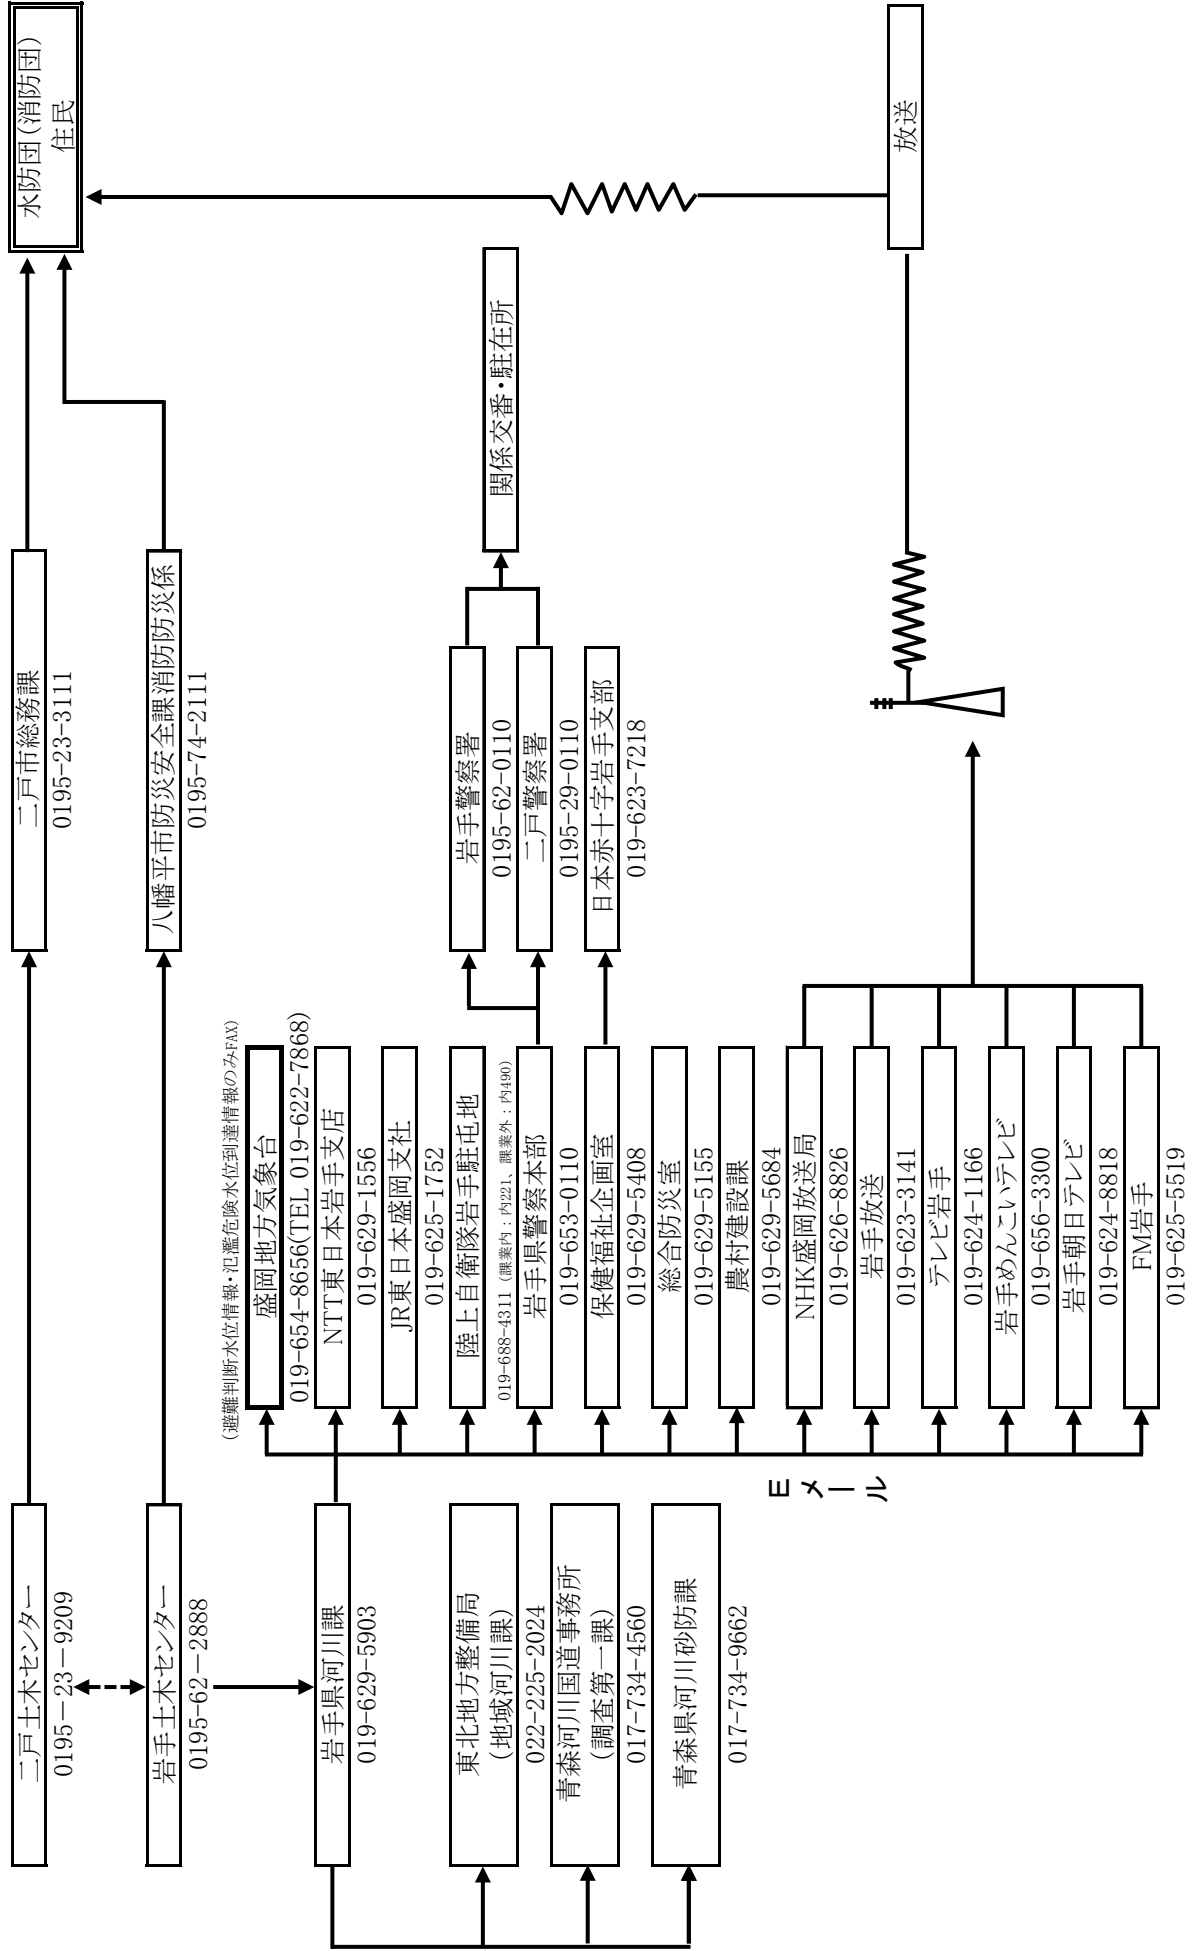 二戸土木センター
0195－23－9209
岩手土木センター
0195-62－2888
岩手県河川課
019-629-5903
東北地方整備局
（地域河川課）
022-225-2024
青森河川国道事務所
（調査第一課）
017-734-4560
青森県河川砂防課
017-734-9662
Ｅメール
（避難判断水位情報・氾濫危険水位到達情報のみFAX）
盛岡地方気象台
019-654-8656(TEL 019-622-7868)
NTT東日本岩手支店
019-629-1556
JR東日本盛岡支社
019-625-1752
陸上自衛隊岩手駐屯地
019-688-4311（課業内：内221、課業外：内490）
岩手県警察本部
019-653-0110
保健福祉企画室
019-629-5408
総合防災室
019-629-5155
農村建設課
019-629-5684
NHK盛岡放送局
019-626-8826
岩手放送
019-623-3141
テレビ岩手
019-624-1166
岩手めんこいテレビ
019-656-3300
岩手朝日テレビ
019-624-8818
FM岩手
019-625-5519
二戸市総務課
0195-23-3111
八幡平市防災安全課消防防災係
0195-74-2111
岩手警察署
0195-62-0110
二戸警察署
0195-29-0110
日本赤十字岩手支部
019-623-7218
関係交番・駐在所
水防団（消防団）
住民
放送